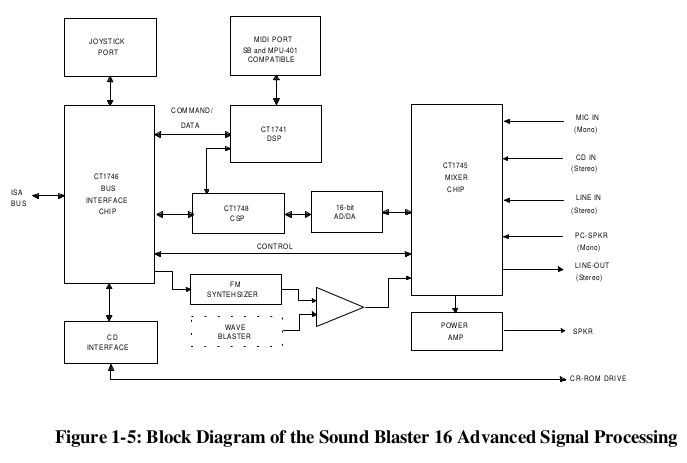 JOYSTICK
PORT
MIDI PORT
SB and MPU-401
COMPATIBLE
COMMAND/
DATA
CT1741
DSP
CT1746
BUS
INTERFACE
CHIP
ISA
BUS
CT1748
CSP
16-bit
AD/DA
CT1745
MIXER
CHIP
MIC IN
(Mono)
CD IN
(Stereo)
LINE IN
(Stereo)
PC-SPKR
(Mono)
LINE-OUT
(Stereo)
CONTROL
FM
SYNTEHSIZER
WAVE
BLASTER
CD
INTERFACE
POWER
AMP
SPKR
CR-ROM DRIVE
Figure 1-5: Block Diagram of the Sound Blaster 16 Advanced Signal Processing